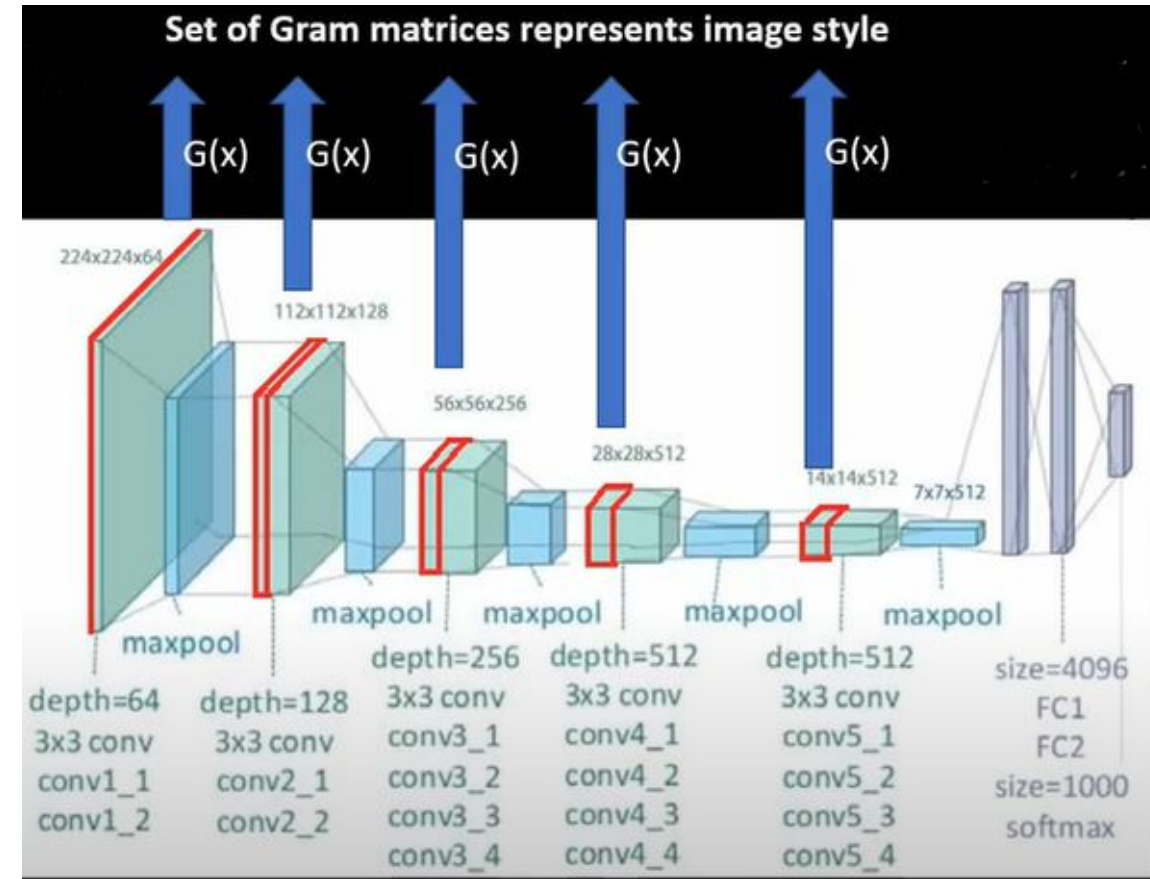 Set of Gram matrices represents image style
G(x)
G(x)
G(x)
G(x)
G(x)
224x224x64
112x112x128
56x56x256
28x28x512
14x14x512
7x7x512
maxpool
maxpool
maxpool
maxpool
maxpool
depth=64
3x3 conv
conv1_1
conv1_2
depth=128
3x3 conv
conv2_1
conv2_2
depth=256
3x3 conv
conv3_1
conv3_2
conv3_3
conv3_4
depth=512
3x3 conv
conv4_1
conv4_2
conv4_3
conv4_4
depth=512
3x3 conv
conv5_1
conv5_2
conv5_3
conv5_4
size=4096
FC1
FC2
size=1000
softmax